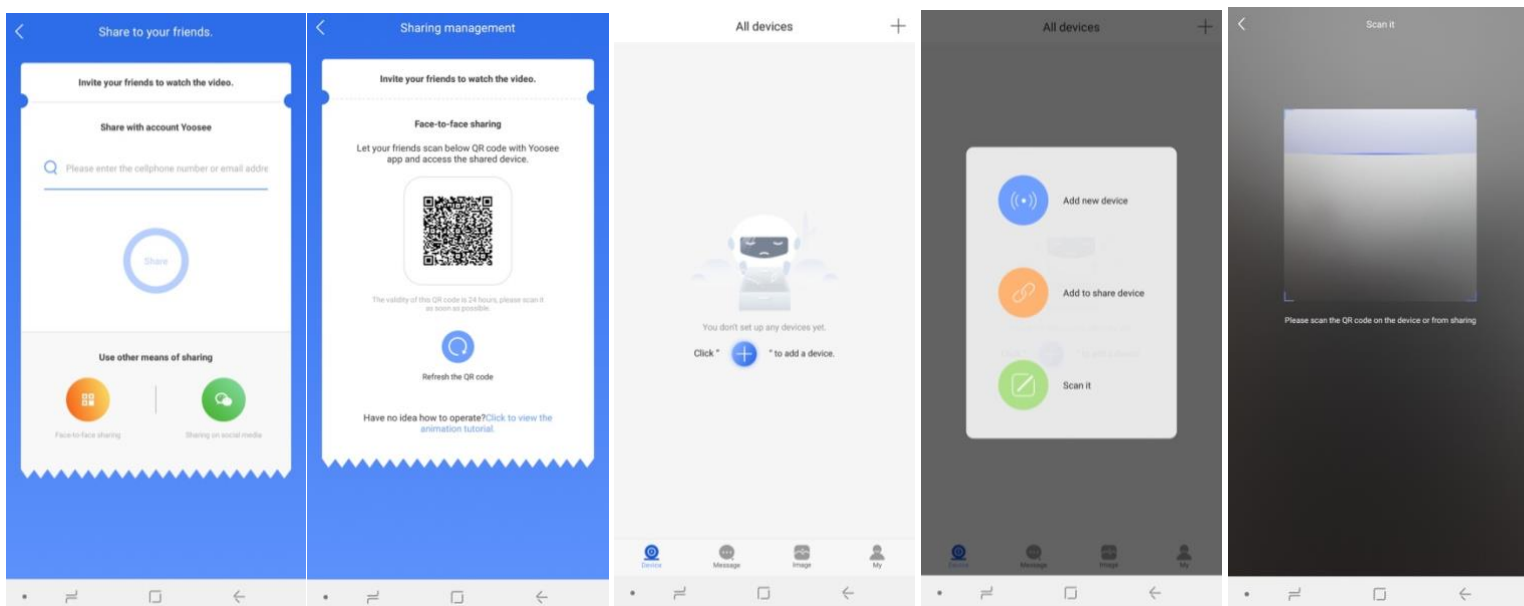 Share to your friends.
Invite your friends to watch the video.
Share with account Yoosee
Please enter the cellphone number or email addre
Share
Use other means of sharing
Face-to-face sharing
Sharing on social media
Sharing management
Invite your friends to watch the video.
Face-to-face sharing
Let your friends scan below QR code with Yoosee
app and access the shared device.
The validity of this QR code is 24 hours, please scan it
as soon as possible.
Refresh the QR code
Have no idea how to operate?Click to view the
animation tutorial.
All devices
You don't set up any devices yet.
Click " " to add a device.
Device
Message
Image
My
All devices
Add new device
Add to share device
Scan it
Device
Message
Image
My
Scan it
Please scan the QR code on the device or from sharing